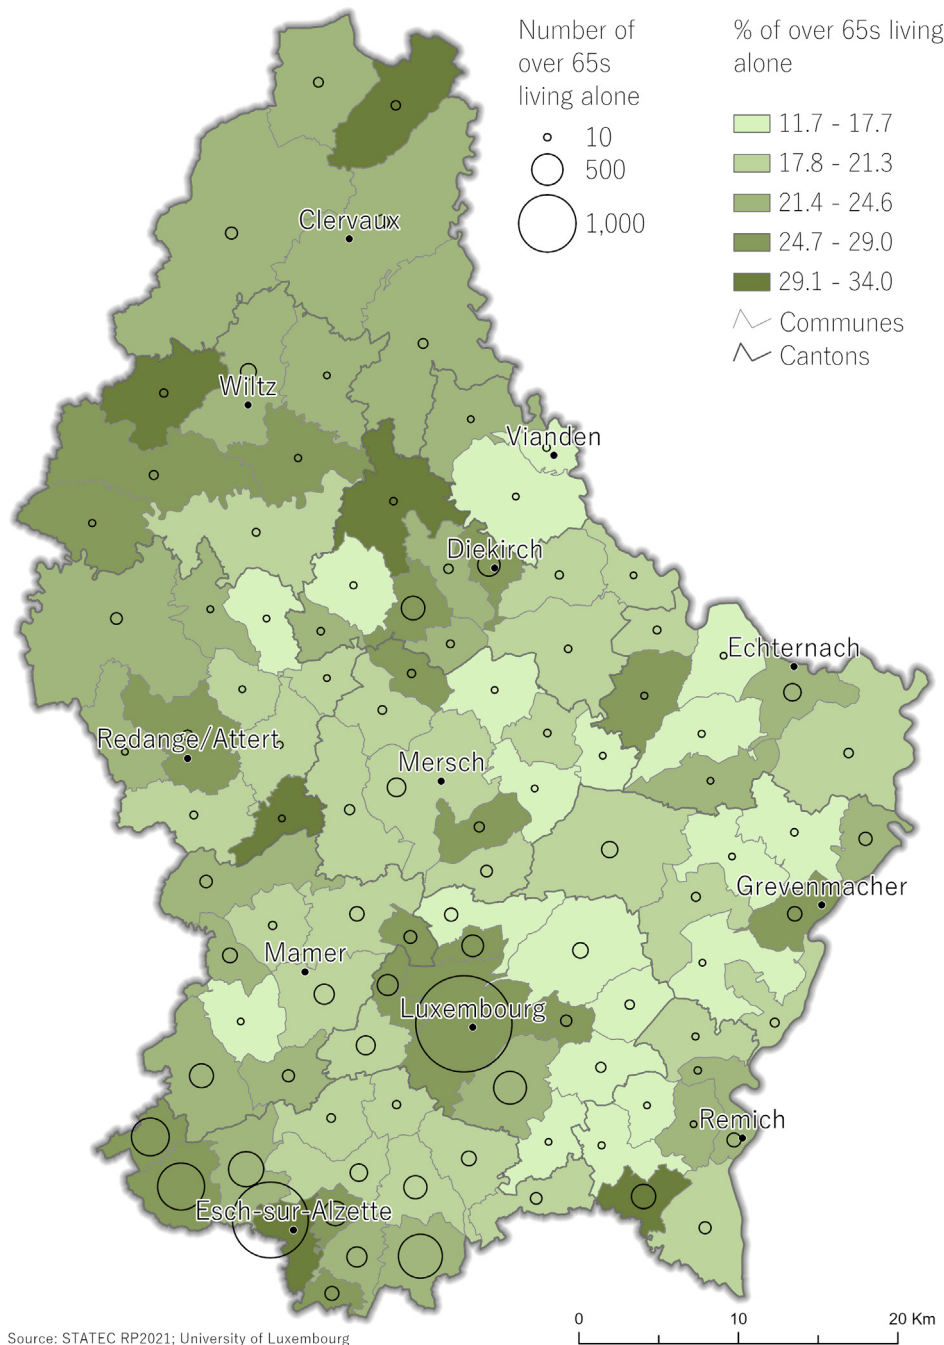 Number of
over 65s
living alone
10
500
1,000
% of over 65s living
alone
11.7 - 17.7
17.8 - 21.3
21.4 - 24.6
24.7 - 29.0
29.1 - 34.0
Communes
Cantons
Clervaux
Wiltz
Vianden
Diekirch
Echternach
Redange/Attert
Mersch
Grevenmacher
Mamer
Luxembourg
Remich
Esch-sur-Alzette
0 10 20 Km
Source: STATEC RP2021; University of Luxembourg